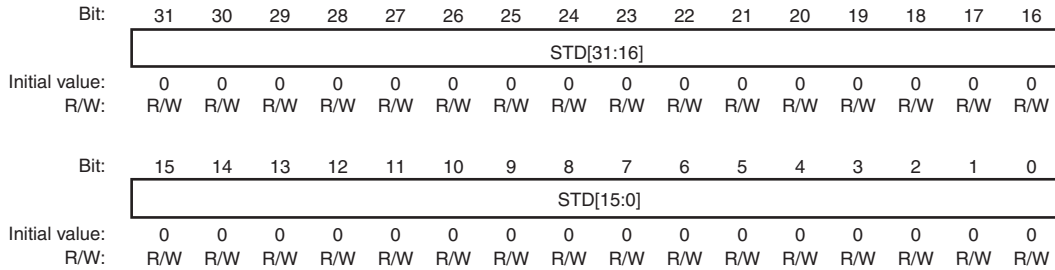 Bit: 31 30 29 28 27 26 25 24 23 22 21 20 19 18 17 16
STD[31:16]
Initial value: 0 0 0 0 0 0 0 0 0 0 0 0 0 0 0 0
R/W: R/W R/W R/W R/W R/W R/W R/W R/W R/W R/W R/W R/W R/W R/W R/W R/W
Bit: 15 14 13 12 11 10 9 8 7 6 5 4 3 2 1 0
STD[15:0]
Initial value: 0 0 0 0 0 0 0 0 0 0 0 0 0 0 0 0
R/W: R/W R/W R/W R/W R/W R/W R/W R/W R/W R/W R/W R/W R/W R/W R/W R/W